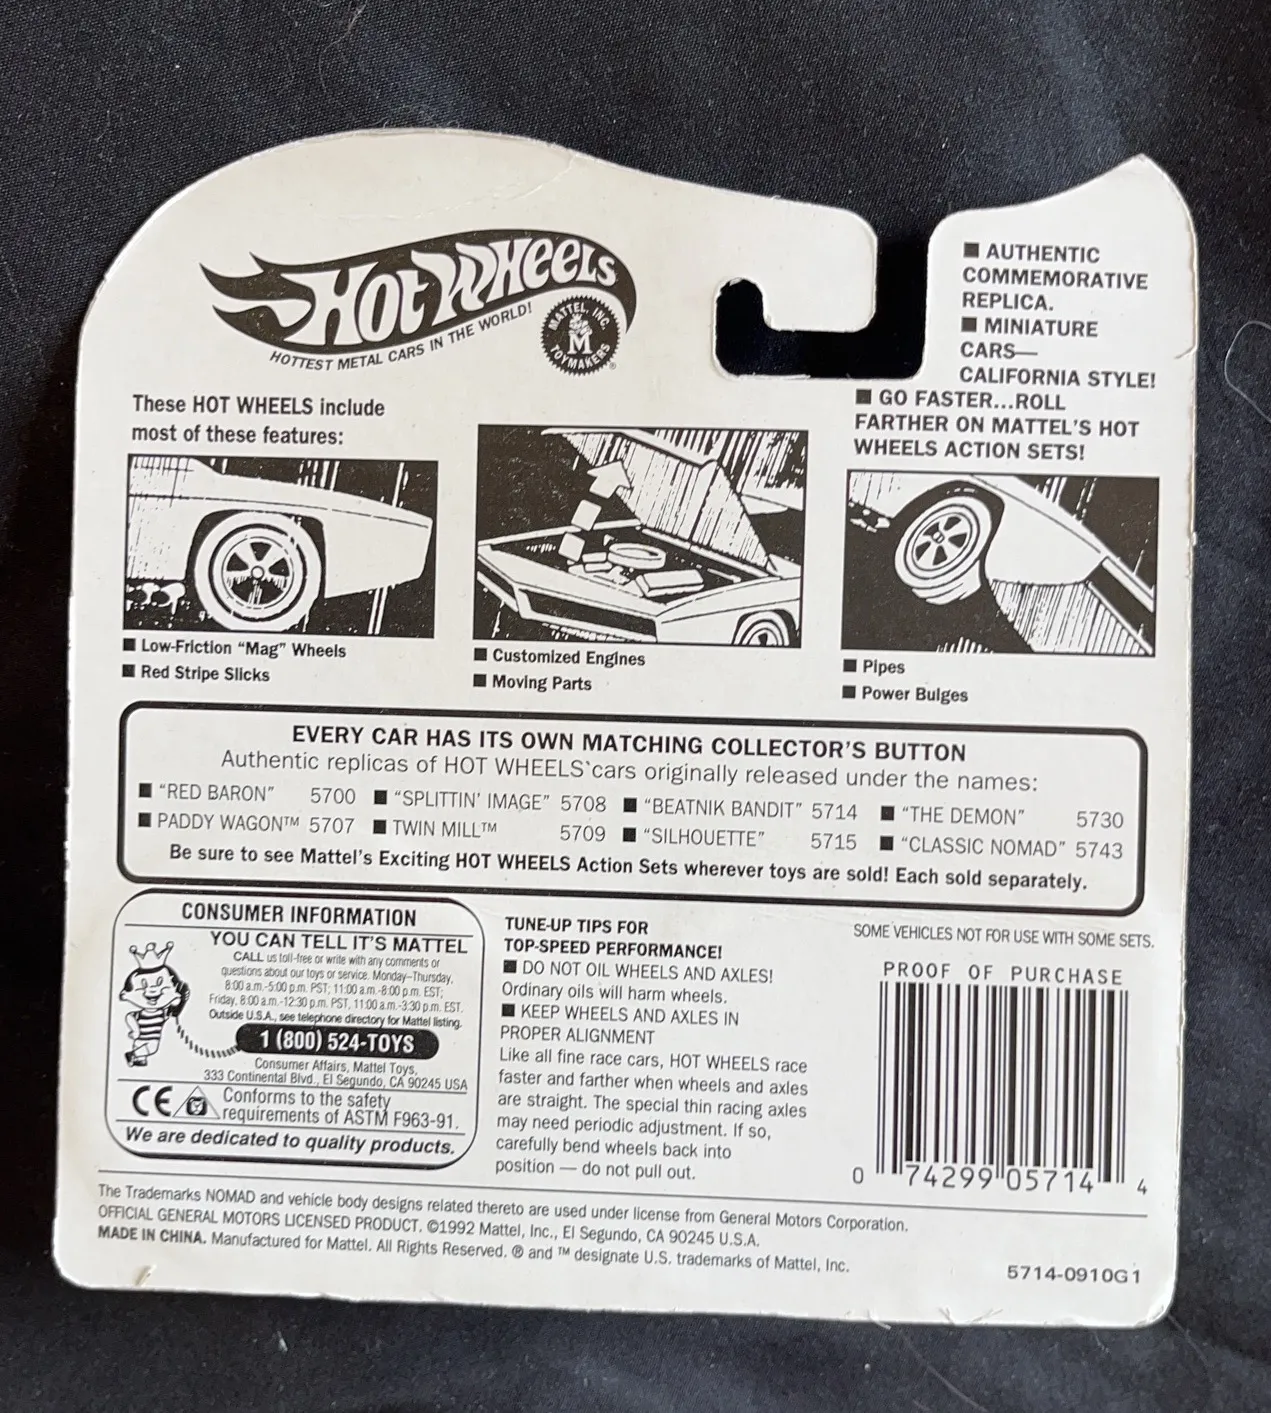 HOT WHEELS
HOTTEST METAL CARS IN THE WORLD!
MATTEL, INC.
M
TOYMAKERS
®
■ AUTHENTIC
COMMEMORATIVE
REPLICA.
■ MINIATURE
CARS—
CALIFORNIA STYLE!
■ GO FASTER...ROLL
FARTHER ON MATTEL'S HOT
WHEELS ACTION SETS!
These HOT WHEELS include
most of these features:
■ Low-Friction "Mag" Wheels
■ Red Stripe Slicks
■ Customized Engines
■ Moving Parts
■ Pipes
■ Power Bulges
EVERY CAR HAS ITS OWN MATCHING COLLECTOR'S BUTTON
Authentic replicas of HOT WHEELS cars originally released under the names:
■ "RED BARON" 5700 ■ "SPLITTIN' IMAGE" 5708 ■ "BEATNIK BANDIT" 5714 ■ "THE DEMON" 5730
■ PADDY WAGON™ 5707 ■ TWIN MILL™ 5709 ■ "SILHOUETTE" 5715 ■ "CLASSIC NOMAD" 5743
Be sure to see Mattel's Exciting HOT WHEELS Action Sets wherever toys are sold! Each sold separately.
CONSUMER INFORMATION
YOU CAN TELL IT'S MATTEL
CALL us toll-free or write with any comments or
questions about our toys or service. Monday–Thursday,
8:00 a.m.-5:00 p.m. PST; 11:00 a.m.-8:00 p.m. EST;
Friday, 8:00 a.m.-12:30 p.m. PST, 11:00 a.m.-3:30 p.m. EST.
Outside U.S.A., see telephone directory for Mattel listing.
1 (800) 524-TOYS
Consumer Affairs, Mattel Toys,
333 Continental Blvd., El Segundo, CA 90245 USA
CE Conforms to the safety
requirements of ASTM F963-91.
We are dedicated to quality products.
TUNE-UP TIPS FOR
TOP-SPEED PERFORMANCE!
■ DO NOT OIL WHEELS AND AXLES!
Ordinary oils will harm wheels.
■ KEEP WHEELS AND AXLES IN
PROPER ALIGNMENT
Like all fine race cars, HOT WHEELS race
faster and farther when wheels and axles
are straight. The special thin racing axles
may need periodic adjustment. If so,
carefully bend wheels back into
position — do not pull out.
SOME VEHICLES NOT FOR USE WITH SOME SETS.
PROOF OF PURCHASE
0 74299 05714 4
The Trademarks NOMAD and vehicle body designs related thereto are used under license from General Motors Corporation.
OFFICIAL GENERAL MOTORS LICENSED PRODUCT. ©1992 Mattel, Inc., El Segundo, CA 90245 U.S.A.
MADE IN CHINA. Manufactured for Mattel. All Rights Reserved. ® and ™ designate U.S. trademarks of Mattel, Inc.
5714-0910G1